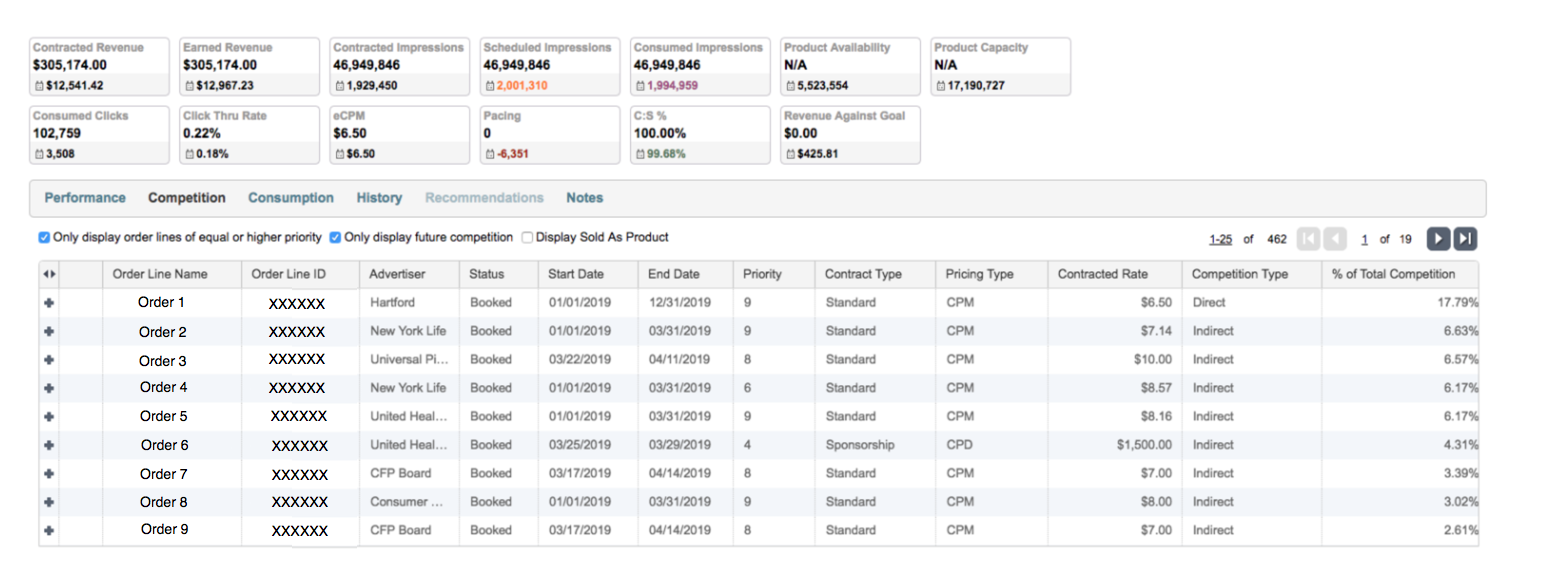 Contracted Revenue Earned Revenue Contracted Impressions Scheduled Impressions Consumed Impressions Product Availability Product Capacity
$305,174.00 $305,174.00 46,949,846 46,949,846 46,949,846 N/A N/A
$12,541.42 $12,967.23 1,929,450 2,001,310 1,994,959 5,523,554 17,190,727
Consumed Clicks Click Thru Rate eCPM Pacing C:S % Revenue Against Goal
102,759 0.22% $6.50 0 100.00% $0.00
3,508 0.18% $6.50 -6,351 99.68% $425.81
Performance Competition Consumption History Recommendations Notes
Only display order lines of equal or higher priority Only display future competition Display Sold As Product 1-25 of 462 1 of 19
Order Line Name Order Line ID Advertiser Status Start Date End Date Priority Contract Type Pricing Type Contracted Rate Competition Type % of Total Competition
Order 1 XXXXXX Hartford Booked 01/01/2019 12/31/2019 9 Standard CPM $6.50 Direct 17.79%
Order 2 XXXXXX New York Life Booked 01/01/2019 03/31/2019 9 Standard CPM $7.14 Indirect 6.63%
Order 3 XXXXXX Universal Pi... Booked 03/22/2019 04/11/2019 8 Standard CPM $10.00 Indirect 6.57%
Order 4 XXXXXX New York Life Booked 01/01/2019 03/31/2019 6 Standard CPM $8.57 Indirect 6.17%
Order 5 XXXXXX United Heal... Booked 01/01/2019 03/31/2019 9 Standard CPM $8.16 Indirect 6.17%
Order 6 XXXXXX United Heal... Booked 03/25/2019 03/29/2019 4 Sponsorship CPD $1,500.00 Indirect 4.31%
Order 7 XXXXXX CFP Board Booked 03/17/2019 04/14/2019 8 Standard CPM $7.00 Indirect 3.39%
Order 8 XXXXXX Consumer ... Booked 01/01/2019 03/31/2019 9 Standard CPM $8.00 Indirect 3.02%
Order 9 XXXXXX CFP Board Booked 03/17/2019 04/14/2019 8 Standard CPM $7.00 Indirect 2.61%